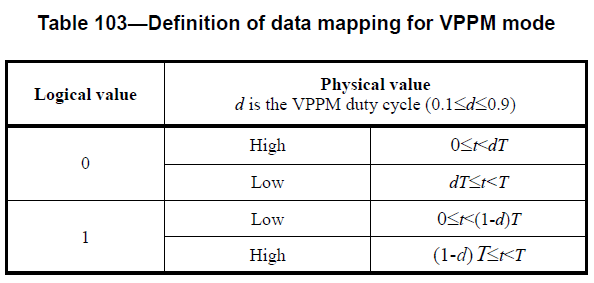 Table 103—Definition of data mapping for VPPM mode
Logical value
Physical value
d is the VPPM duty cycle (0.1≤d≤0.9)
0
High
0≤t<dT
Low
dT≤t<T
1
Low
0≤t<(1-d)T
High
(1-d) T≤t<T